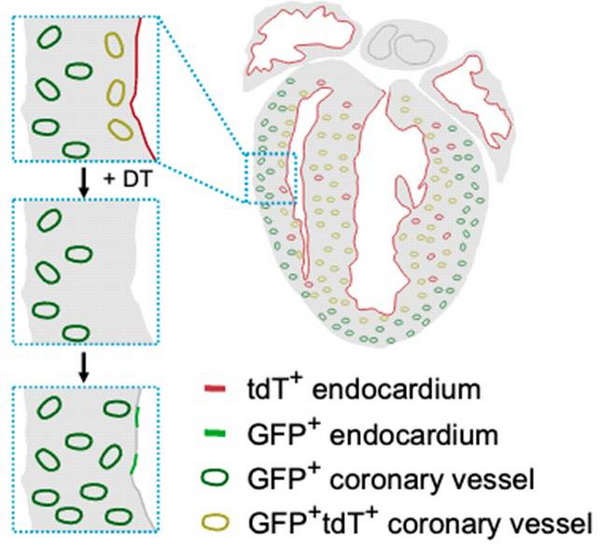 + DT
tdT⁺ endocardium
GFP⁺ endocardium
GFP⁺ coronary vessel
GFP⁺tdT⁺ coronary vessel